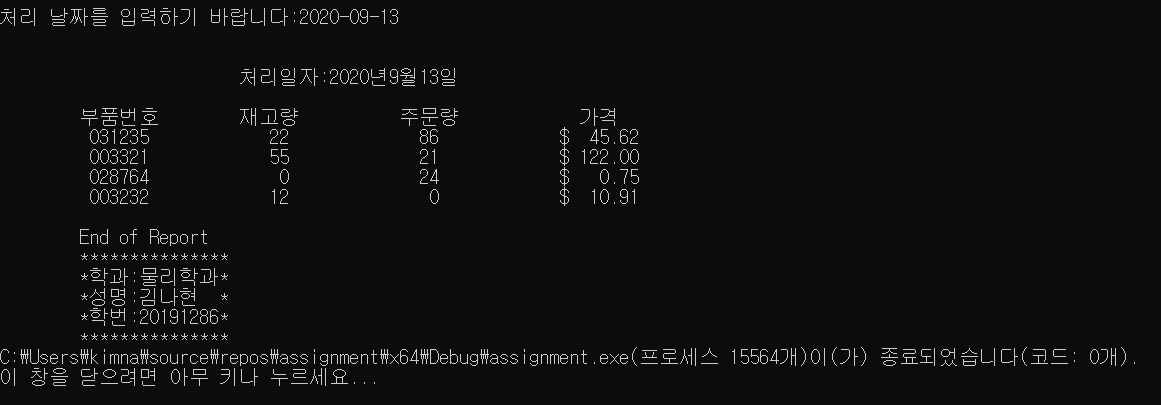 처리 날짜를 입력하기 바랍니다:2020-09-13
처리일자:2020년9월13일
부품번호 재고량 주문량 가격
031235 22 86 $ 45.62
003321 55 21 $ 122.00
028764 0 24 $ 0.75
003232 12 0 $ 10.91
End of Report
***************
*학과:물리학과*
*성명:김나현 *
*학번:20191286*
***************
C:₩Users₩kimna₩source₩repos₩assignment₩x64₩Debug₩assignment.exe(프로세스 15564개)이(가) 종료되었습니다(코드: 0개).
이 창을 닫으려면 아무 키나 누르세요...